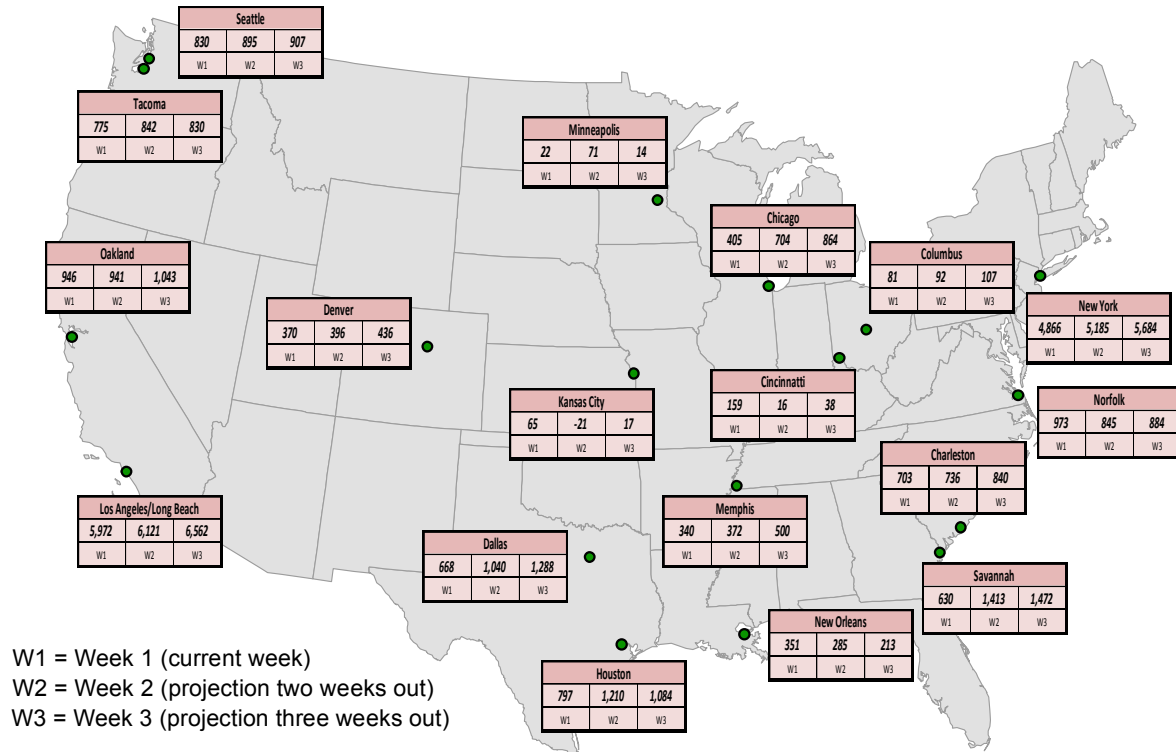 Seattle
830 895 907
W1 W2 W3
Tacoma
775 842 830
W1 W2 W3
Minneapolis
22 71 14
W1 W2 W3
Chicago
405 704 864
W1 W2 W3
Oakland
946 941 1,043
W1 W2 W3
Columbus
81 92 107
W1 W2 W3
Denver
370 396 436
W1 W2 W3
New York
4,866 5,185 5,684
W1 W2 W3
Cincinnatti
159 16 38
W1 W2 W3
Kansas City
65 -21 17
W1 W2 W3
Norfolk
973 845 884
W1 W2 W3
Charleston
703 736 840
W1 W2 W3
Los Angeles/Long Beach
5,972 6,121 6,562
W1 W2 W3
Memphis
340 372 500
W1 W2 W3
Dallas
668 1,040 1,288
W1 W2 W3
Savannah
630 1,413 1,472
W1 W2 W3
New Orleans
351 285 213
W1 W2 W3
Houston
797 1,210 1,084
W1 W2 W3
W1 = Week 1 (current week)
W2 = Week 2 (projection two weeks out)
W3 = Week 3 (projection three weeks out)